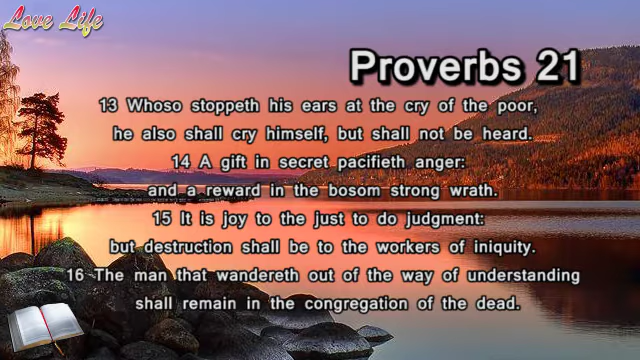 Love Life
Proverbs 21
13 Whoso stoppeth his ears at the cry of the poor,
he also shall cry himself, but shall not be heard.
14 A gift in secret pacifieth anger:
and a reward in the bosom strong wrath.
15 It is joy to the just to do judgment:
but destruction shall be to the workers of iniquity.
16 The man that wandereth out of the way of understanding
shall remain in the congregation of the dead.